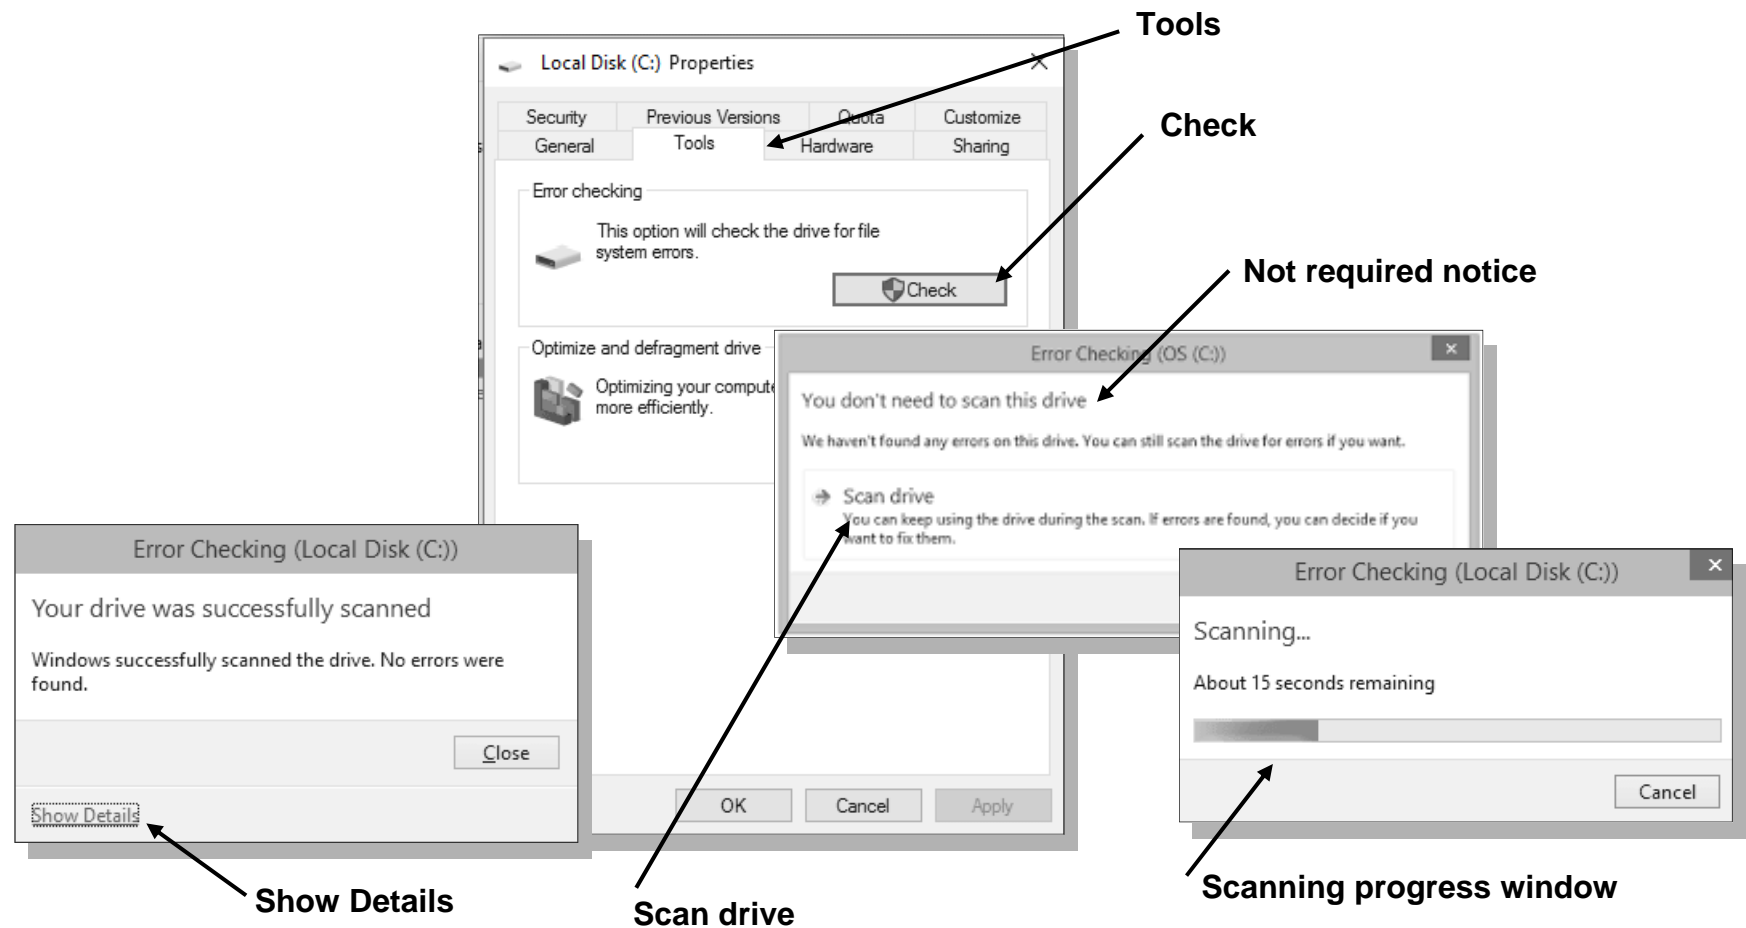 Tools
Local Disk (C:) Properties
Check
Security Previous Versions Quota Customize
General Tools Hardware Sharing
Error checking
This option will check the drive for file
system errors.
Check
Not required notice
Optimize and defragment drive
Optimizing your compute
more efficiently.
Error Checking (OS (C:))
You don't need to scan this drive
We haven't found any errors on this drive. You can still scan the drive for errors if you want.
Scan drive
You can keep using the drive during the scan. If errors are found, you can decide if you
want to fix them.
Error Checking (Local Disk (C:))
Your drive was successfully scanned
Windows successfully scanned the drive. No errors were
found.
Close
Show Details
Error Checking (Local Disk (C:))
Scanning...
About 15 seconds remaining
Cancel
OK Cancel Apply
Show Details
Scan drive
Scanning progress window